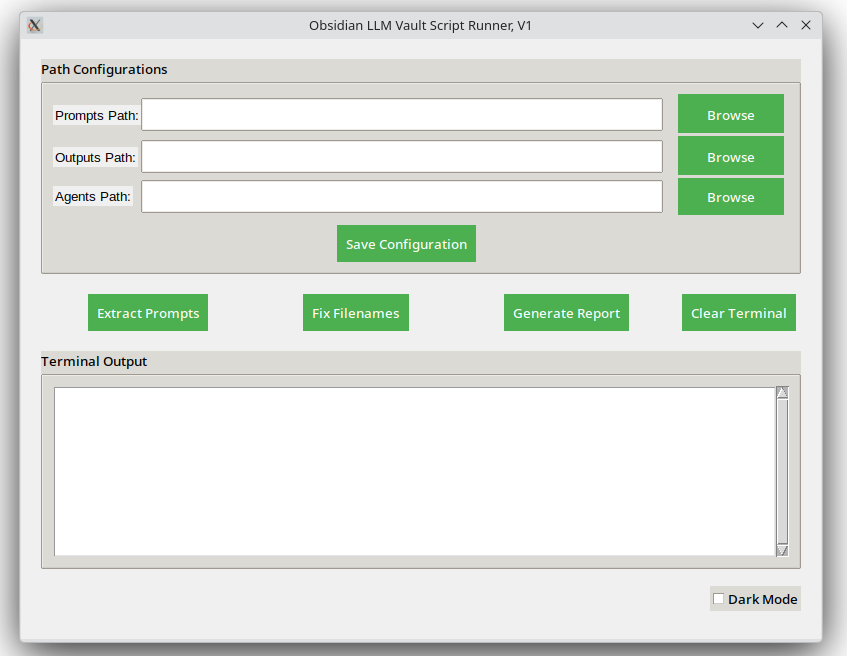 Obsidian LLM Vault Script Runner, V1
Path Configurations
Prompts Path: Browse
Outputs Path: Browse
Agents Path: Browse
Save Configuration
Extract Prompts Fix Filenames Generate Report Clear Terminal
Terminal Output
Dark Mode